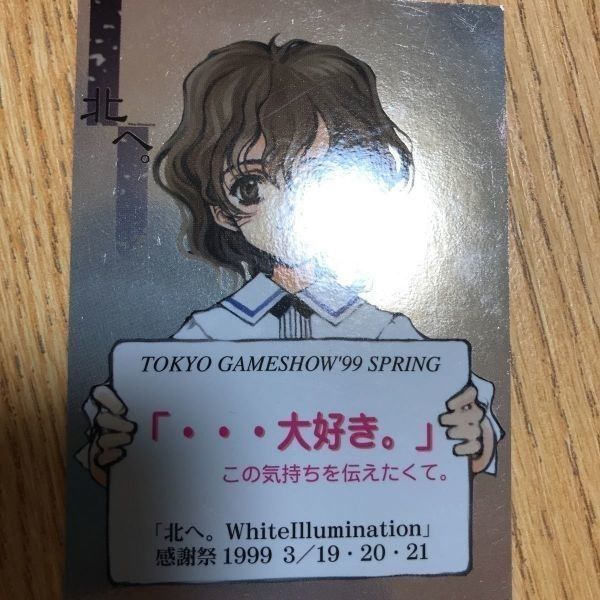 北へ。
TOKYO GAMESHOW'99 SPRING
「・・・大好き。」
この気持ちを伝えたくて。
「北へ。WhiteIllumination」
感謝祭 1999 3／19・20・21